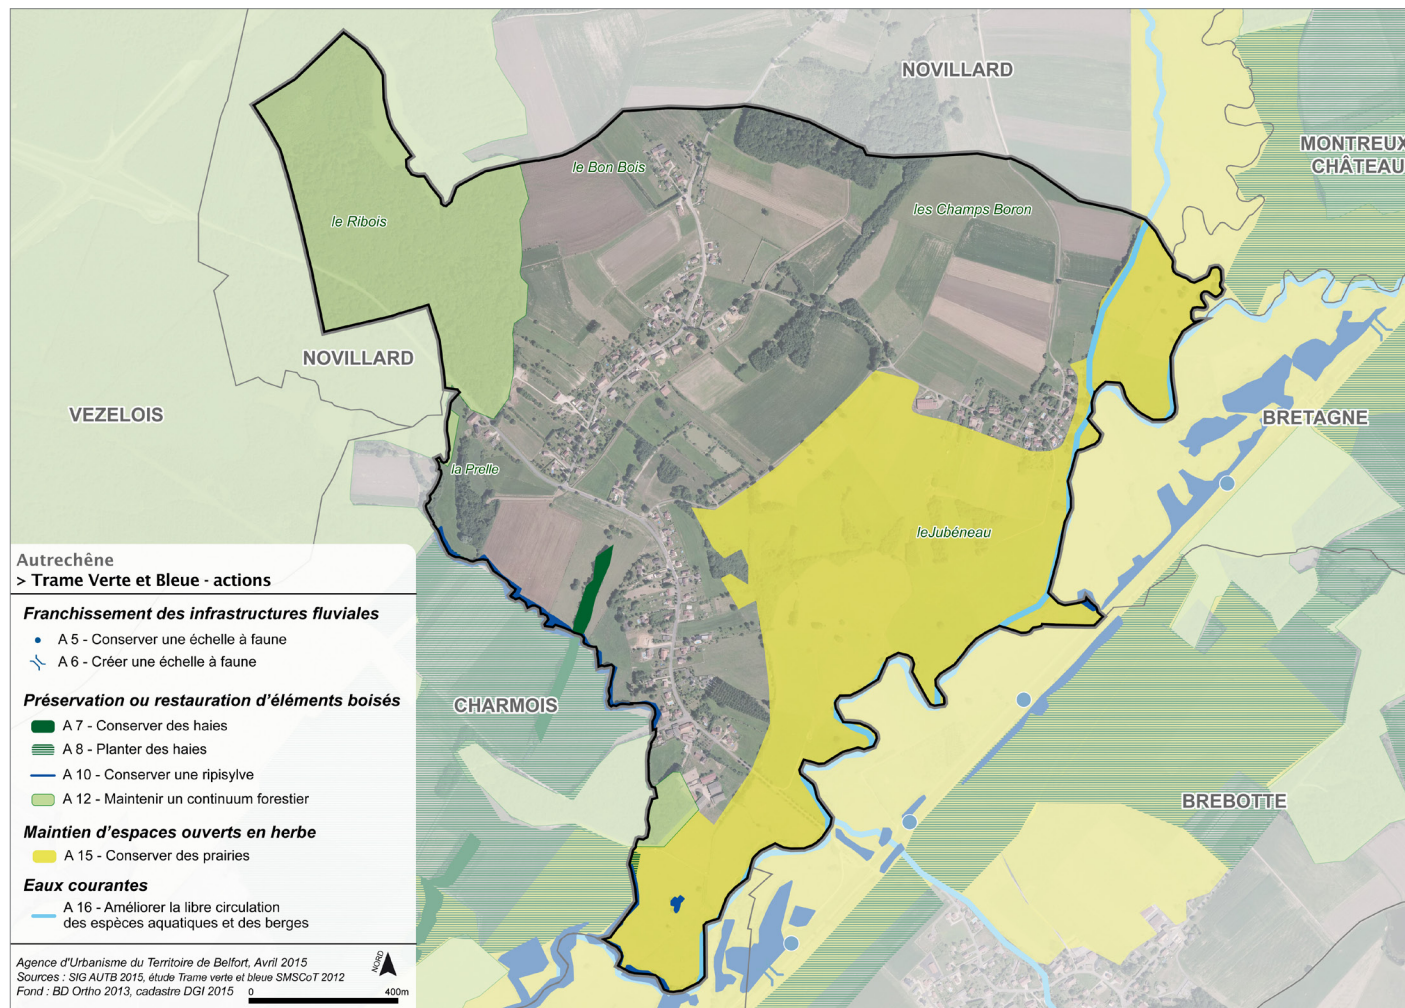 NOVILLARD
MONTREUX
CHÂTEAU
le Bon Bois
les Champs Boron
le Ribois
NOVILLARD
VEZELOIS
BRETAGNE
la Prelle
leJubéneau
CHARMOIS
BREBOTTE
Autrechêne
> Trame Verte et Bleue - actions
Franchissement des infrastructures fluviales
A 5 - Conserver une échelle à faune
A 6 - Créer une échelle à faune
Préservation ou restauration d'éléments boisés
A 7 - Conserver des haies
A 8 - Planter des haies
A 10 - Conserver une ripisylve
A 12 - Maintenir un continuum forestier
Maintien d'espaces ouverts en herbe
A 15 - Conserver des prairies
Eaux courantes
A 16 - Améliorer la libre circulation
des espèces aquatiques et des berges
Agence d'Urbanisme du Territoire de Belfort, Avril 2015
Sources : SIG AUTB 2015, étude Trame verte et bleue SMSCoT 2012
Fond : BD Ortho 2013, cadastre DGI 2015
NORD
0 400m